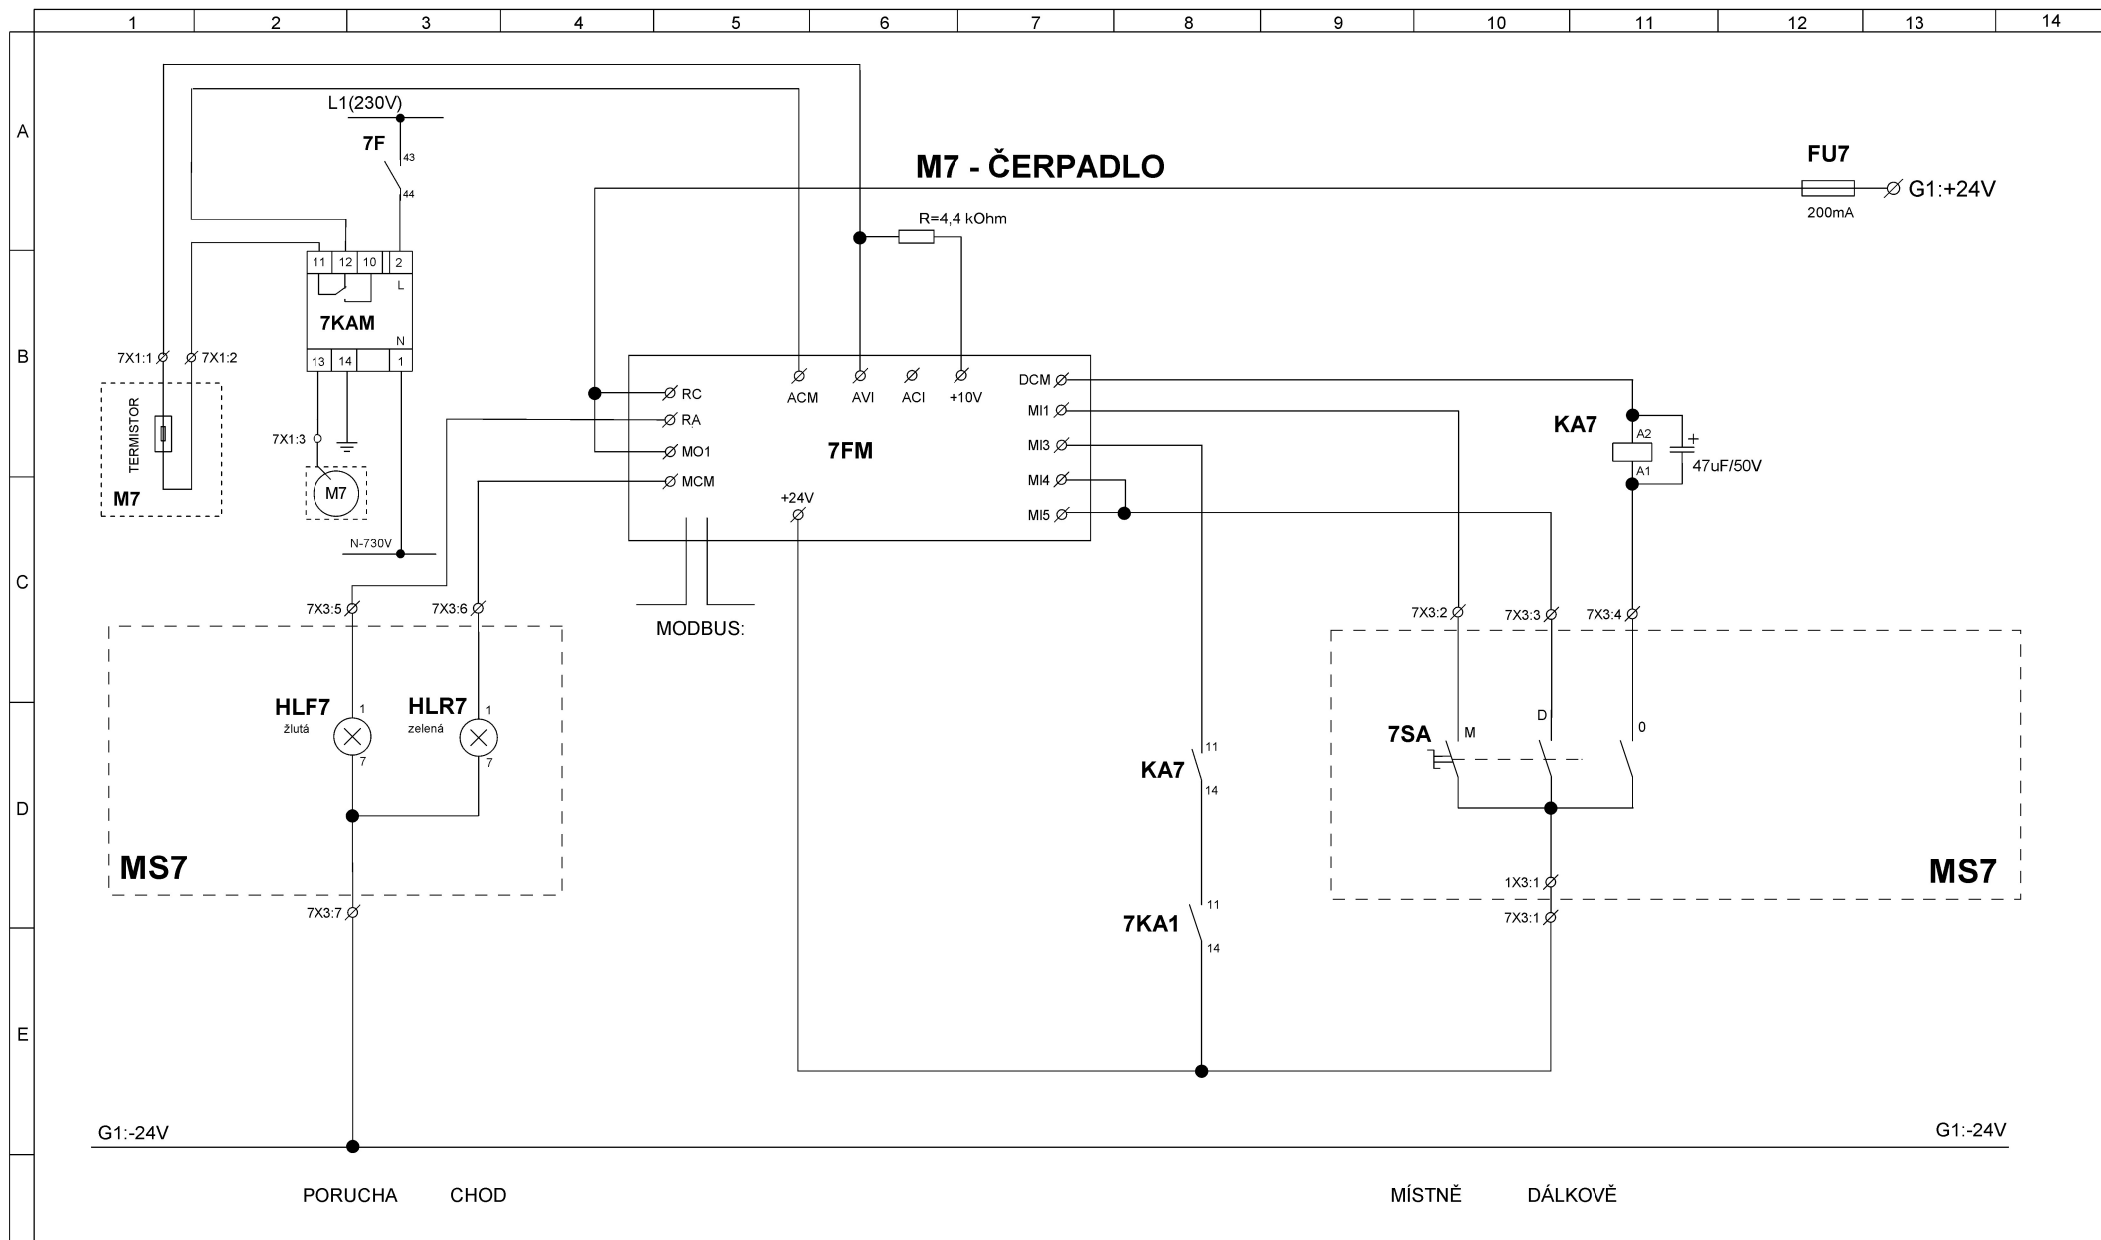 1 2 3 4 5 6 7 8 9 10 11 12 13 14
A
L1(230V)
7F
43
44
M7 - ČERPADLO
FU7
G1:+24V
200mA
R=4,4 kOhm
11 12 10 2
L
7KAM
N
13 14 1
B
7X1:1
7X1:2
TERMISTOR
M7
7X1:3
M7
N-730V
RC
RA
MO1
MCM
ACM
AVI
ACI
+10V
7FM
+24V
DCM
MI1
MI3
MI4
MI5
KA7
A2
A1
+
47uF/50V
C
7X3:5
7X3:6
MODBUS:
7X3:2
7X3:3
7X3:4
HLF7
žlutá
1
7
HLR7
zelená
1
7
KA7
11
14
7SA
M
D
0
D
MS7
MS7
1X3:1
7X3:7
7X3:1
7KA1
11
14
E
G1:-24V
G1:-24V
PORUCHA CHOD MÍSTNĚ DÁLKOVĚ